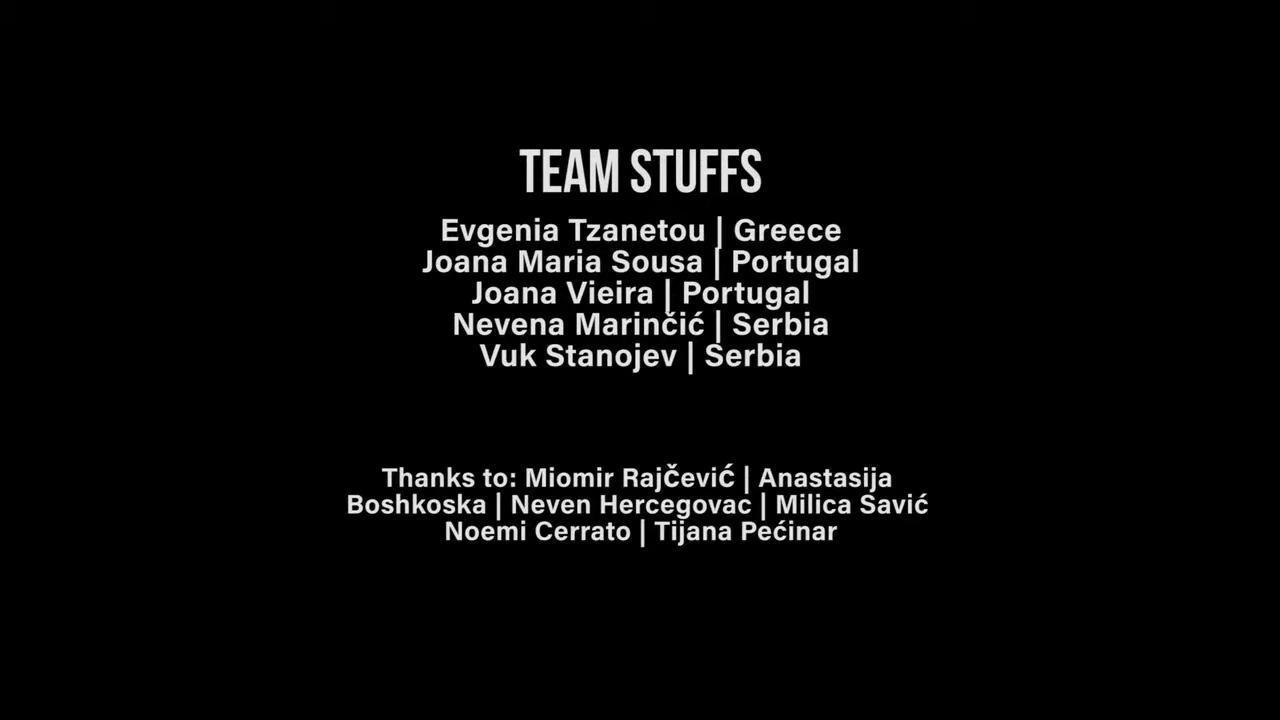 TEAM STUFFS
Evgenia Tzanetou | Greece
Joana Maria Sousa | Portugal
Joana Vieira | Portugal
Nevena Marinčić | Serbia
Vuk Stanojev | Serbia
Thanks to: Miomir RajČeviĆ | Anastasija
Boshkoska | Neven Hercegovac | Milica Savić
Noemi Cerrato | Tijana Pećinar